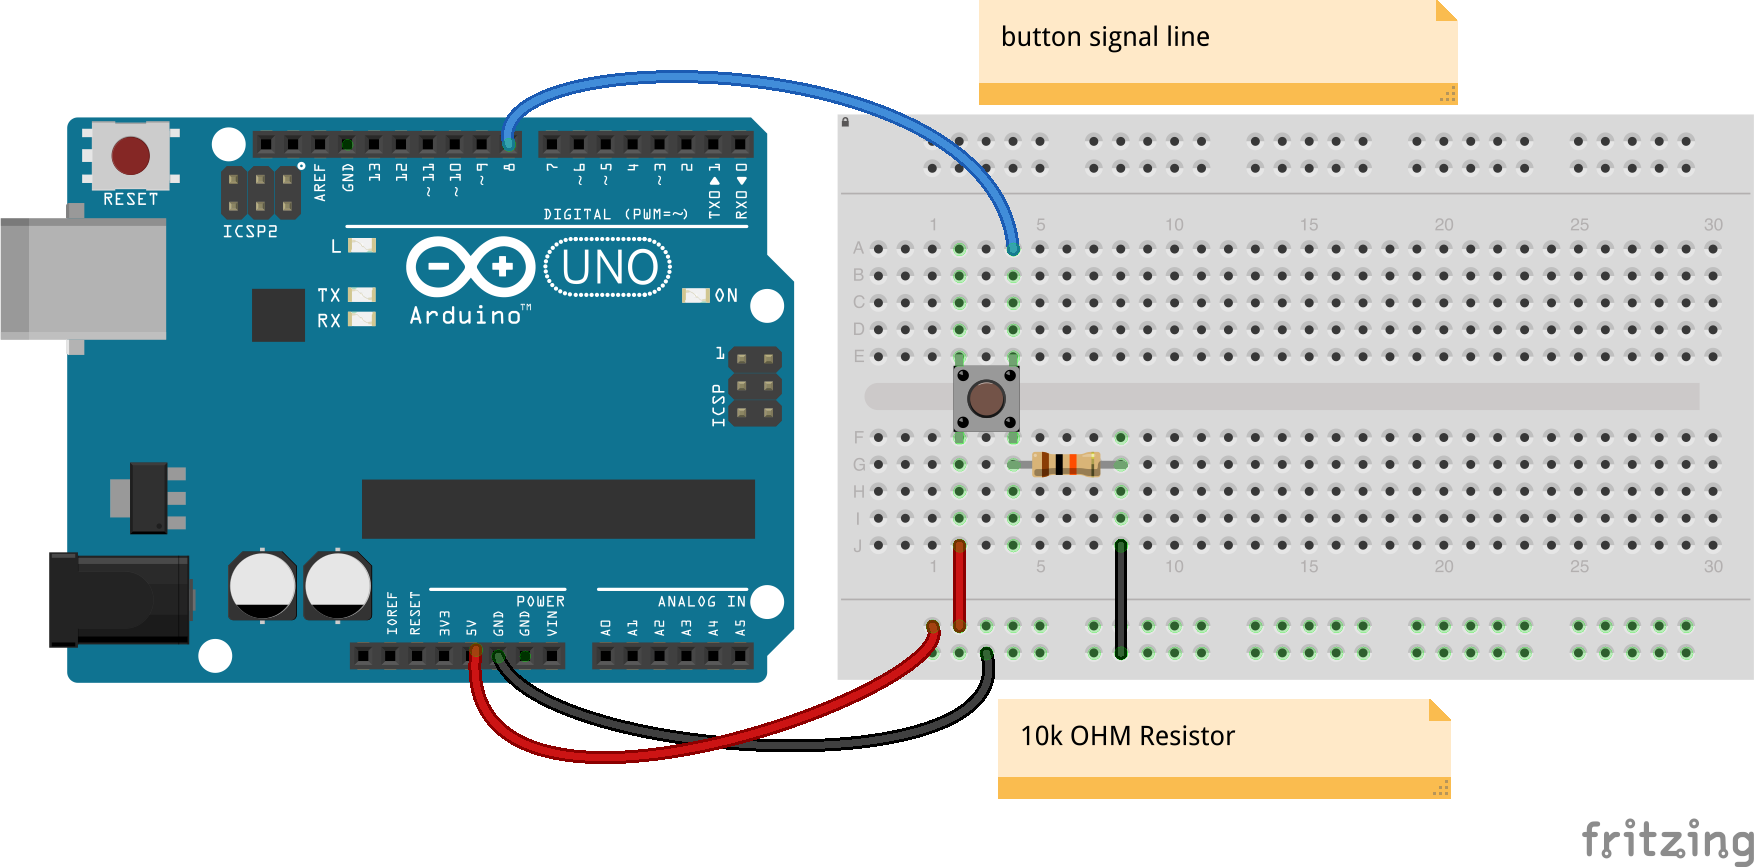 button signal line
RESET
ICSP2
AREF
GND
13
12
~11
~10
~9
8
7
~6
~5
4
~3
2
TX0▶1
RX0◀0
DIGITAL (PWM=~)
L
TX
RX
UNO
Arduino™
ON
1
ICSP
IOREF
RESET
3V3
5V
GND
GND
VIN
POWER
ANALOG IN
A0
A1
A2
A3
A4
A5
1 5 10 15 20 25 30
A A
B B
C C
D D
E E
F F
G G
H H
I I
J J
1 5 10 15 20 25 30
10k OHM Resistor
fritzing